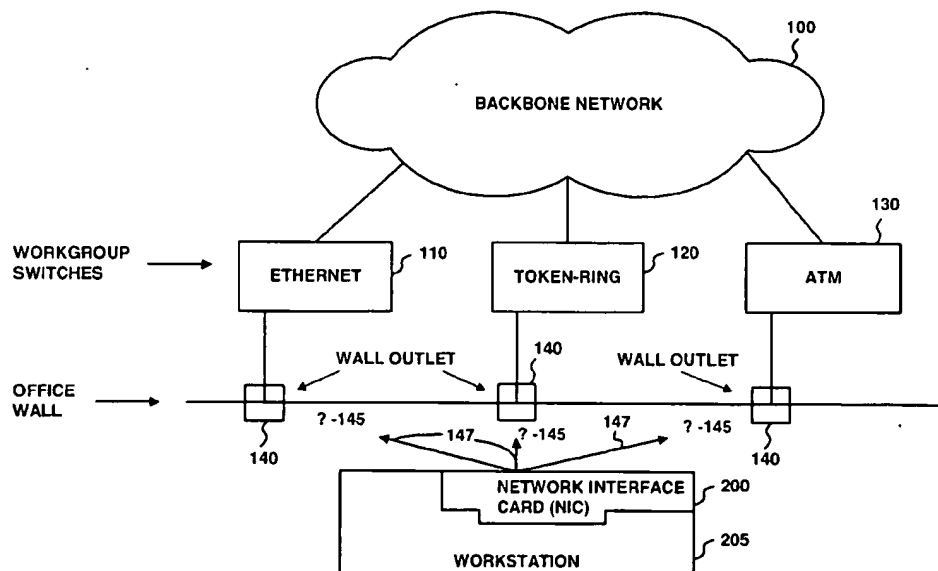 100
BACKBONE NETWORK
130
WORKGROUP
SWITCHES
ETHERNET
110
TOKEN-RING
120
ATM
WALL OUTLET
140
WALL OUTLET
OFFICE
WALL
? -145
? -145
147
? -145
140
147
140
NETWORK INTERFACE
CARD (NIC)
200
WORKSTATION
205